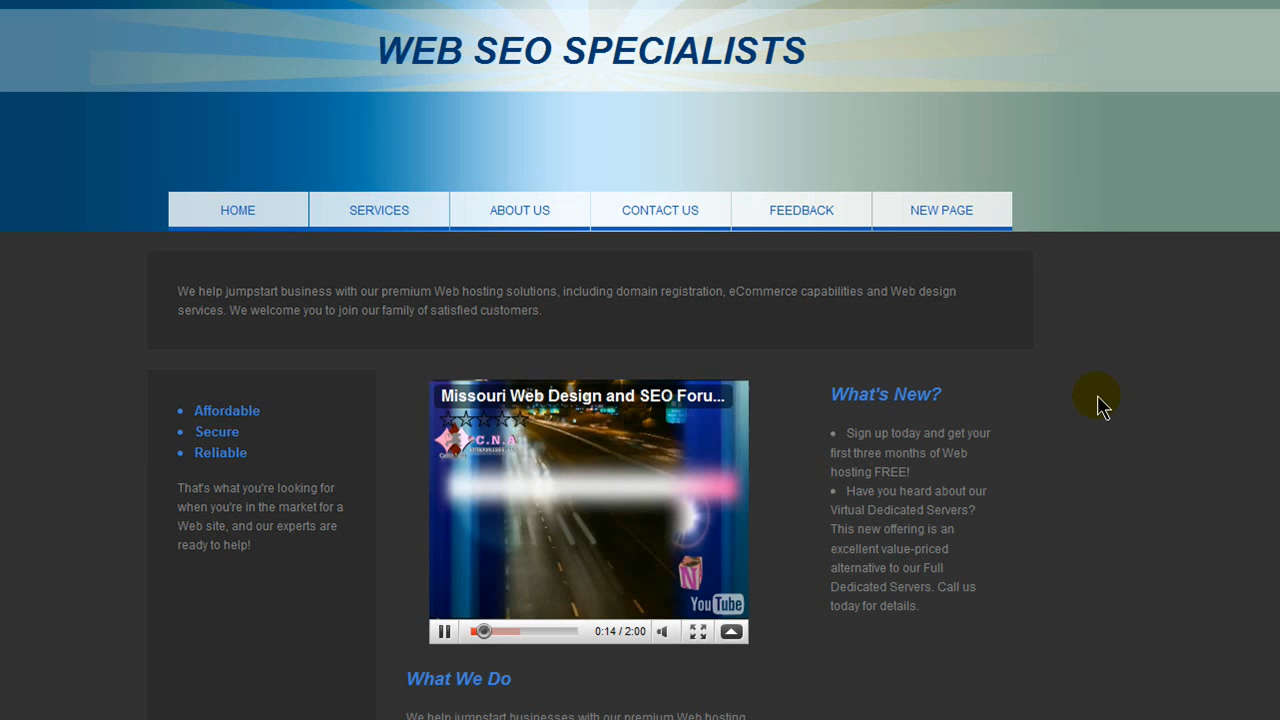 WEB SEO SPECIALISTS
HOME SERVICES ABOUT US CONTACT US FEEDBACK NEW PAGE
We help jumpstart business with our premium Web hosting solutions, including domain registration, eCommerce capabilities and Web design
services. We welcome you to join our family of satisfied customers.
• Affordable
• Secure
• Reliable
That's what you're looking for
when you're in the market for a
Web site, and our experts are
ready to help!
Missouri Web Design and SEO Foru...
C.N.A
N
YouTube
0:14 / 2:00
What We Do
We help jumpstart businesses with our premium Web hosting
What's New?
• Sign up today and get your
first three months of Web
hosting FREE!
• Have you heard about our
Virtual Dedicated Servers?
This new offering is an
excellent value-priced
alternative to our Full
Dedicated Servers. Call us
today for details.